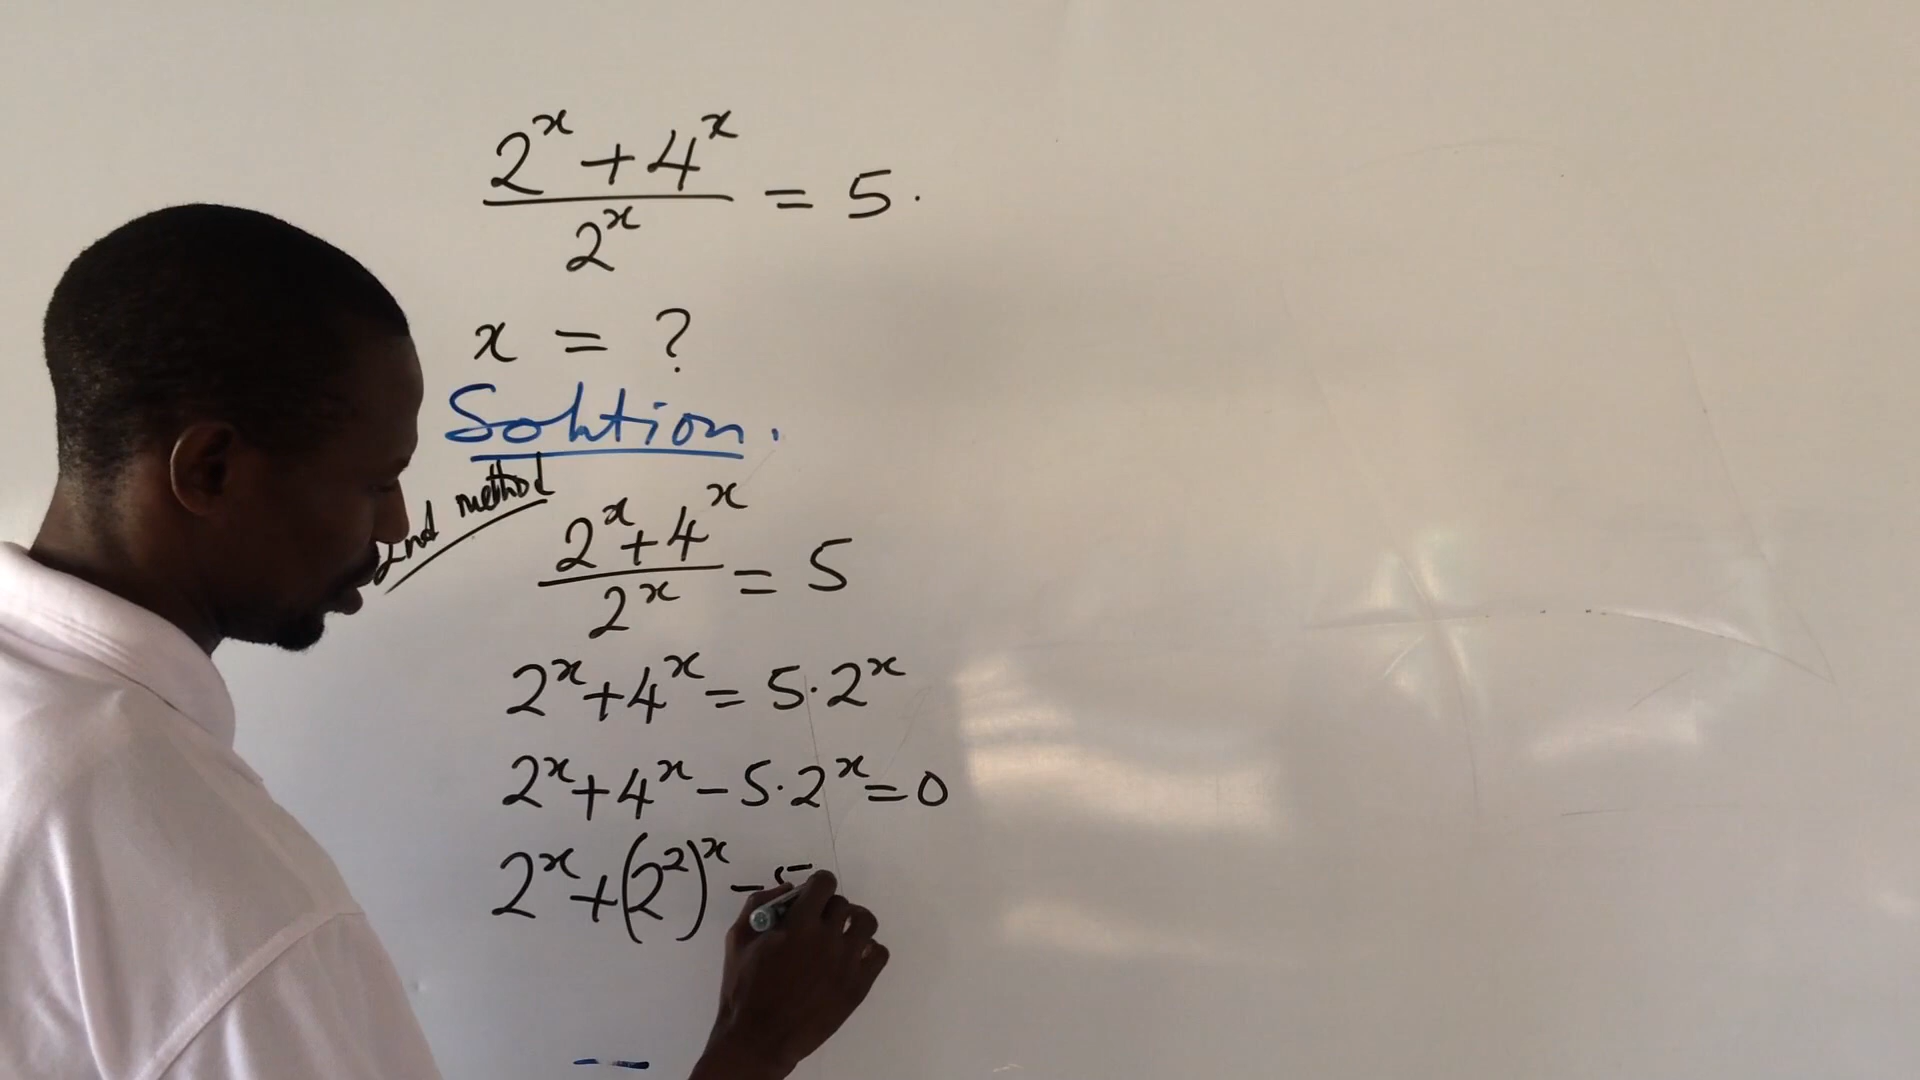 (2^x + 4^x) / 2^x = 5.
x = ?
Solution.
2nd method
(2^x + 4^x) / 2^x = 5
2^x + 4^x = 5·2^x
2^x + 4^x - 5·2^x = 0
2^x + (2^2)^x - 5